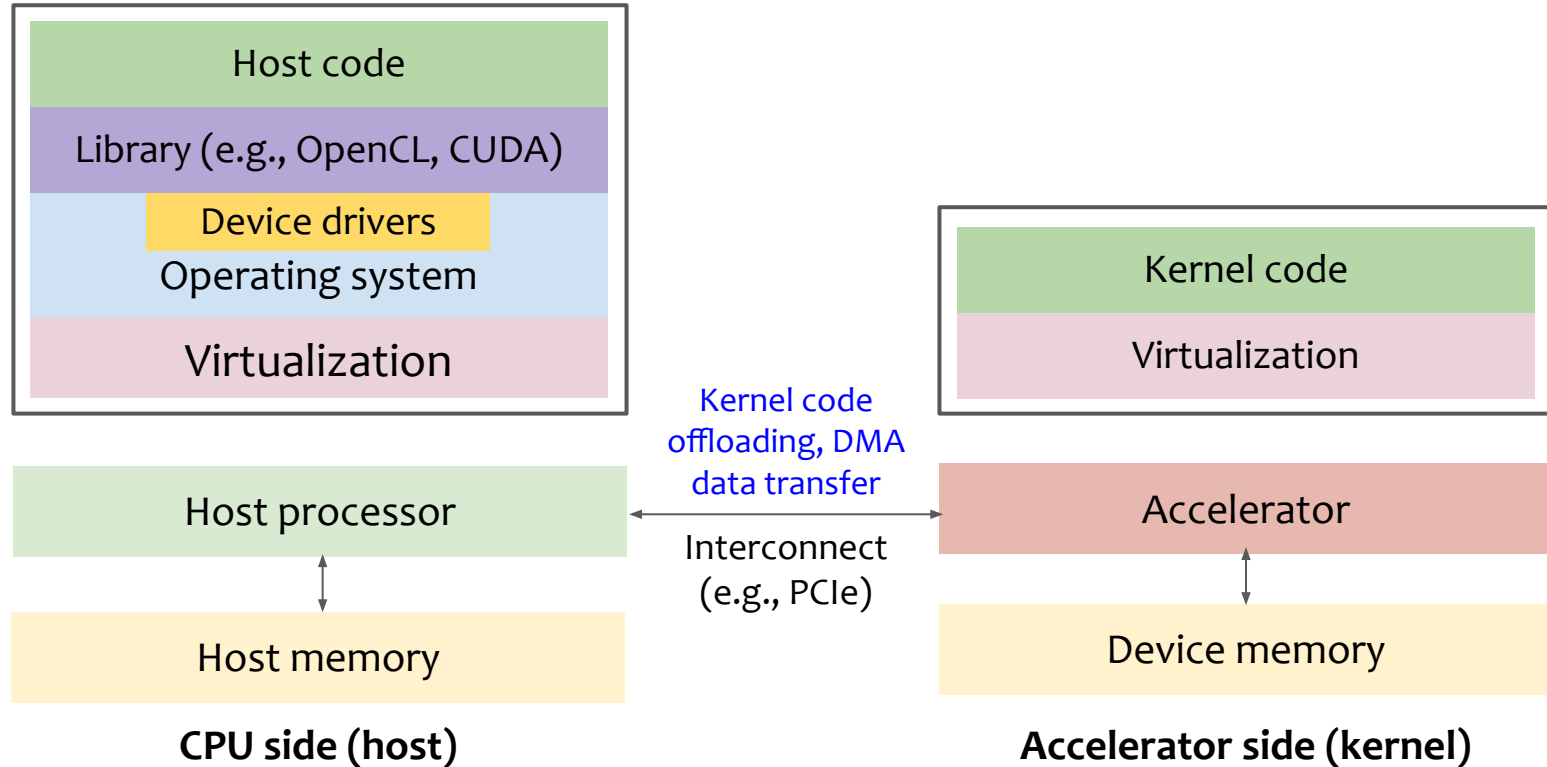 Host code
Library (e.g., OpenCL, CUDA)
Device drivers
Operating system
Virtualization
Kernel code
Virtualization
Kernel code
offloading, DMA
data transfer
Host processor
Accelerator
Interconnect
(e.g., PCIe)
Host memory
Device memory
CPU side (host)
Accelerator side (kernel)